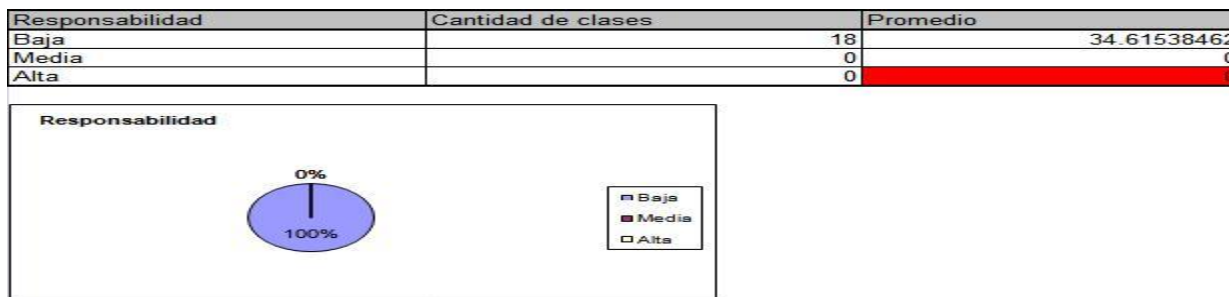 Responsabilidad Cantidad de clases Promedio
Baja 18 34.61538462
Media 0 0
Alta 0
Responsabilidad
0%
100%
Baja
Media
Alta